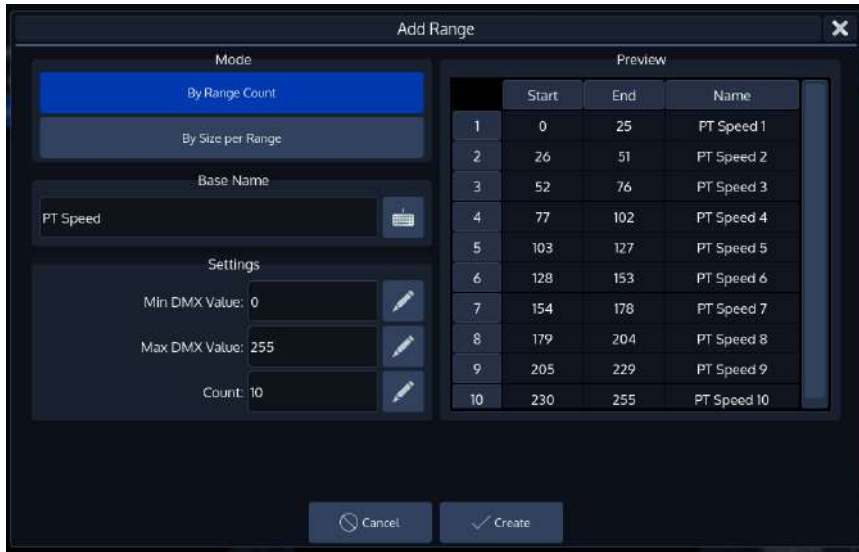 Add Range
Mode
By Range Count
By Size per Range
Base Name
PT Speed
Settings
Min DMX Value: 0
Max DMX Value: 255
Count: 10
Preview
Start End Name
1 0 25 PT Speed 1
2 26 51 PT Speed 2
3 52 76 PT Speed 3
4 77 102 PT Speed 4
5 103 127 PT Speed 5
6 128 153 PT Speed 6
7 154 178 PT Speed 7
8 179 204 PT Speed 8
9 205 229 PT Speed 9
10 230 255 PT Speed 10
Cancel Create